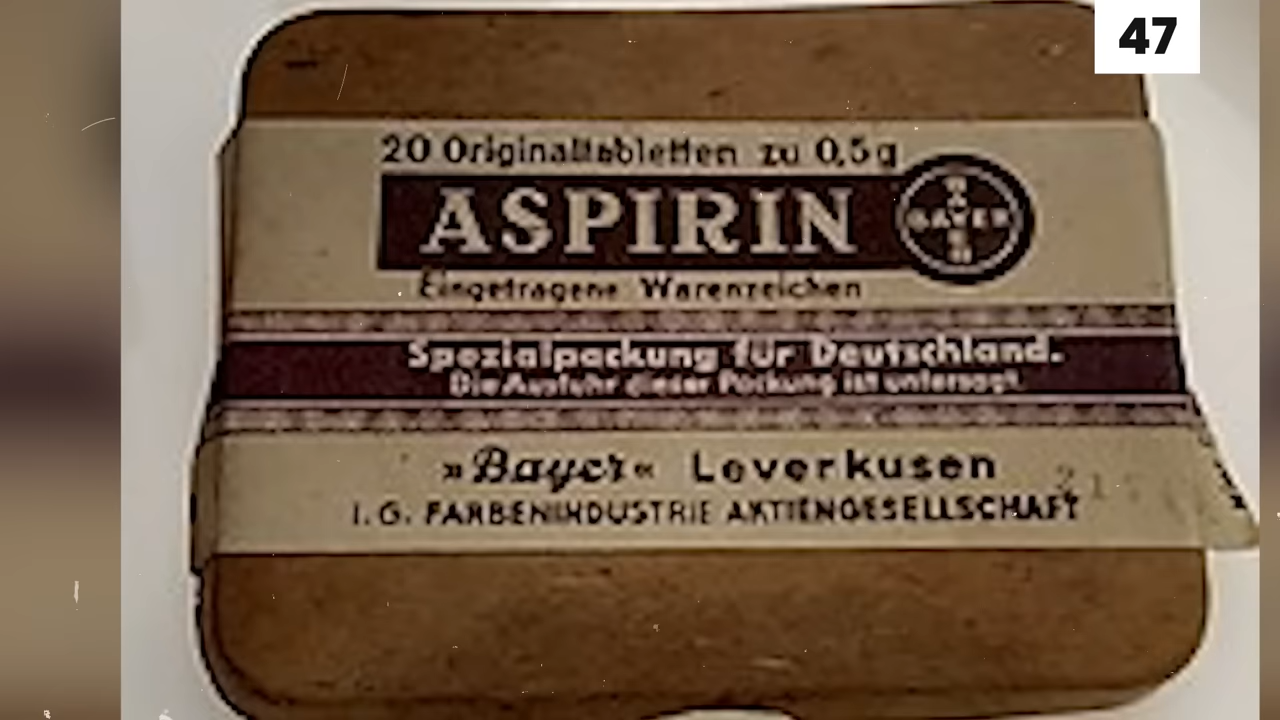 47
20 Originaltabletten zu 0,5g
ASPIRIN
BAYER
BAYER
Eingetragene Warenzeichen
Spezialpackung für Deutschland.
Die Ausfuhr dieser Packung ist untersagt.
»Bayer« Leverkusen
I. G. FARBENINDUSTRIE AKTIENGESELLSCHAFT